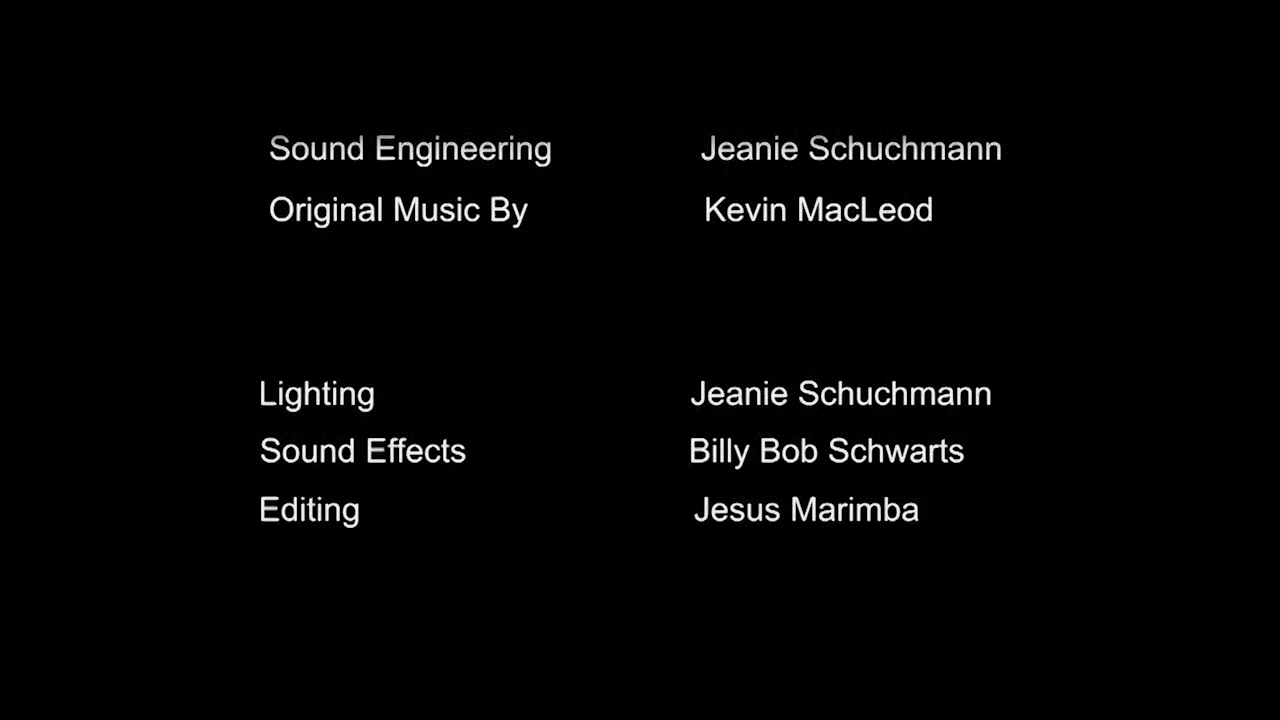 Sound Engineering Jeanie Schuchmann
Original Music By Kevin MacLeod
Lighting Jeanie Schuchmann
Sound Effects Billy Bob Schwarts
Editing Jesus Marimba